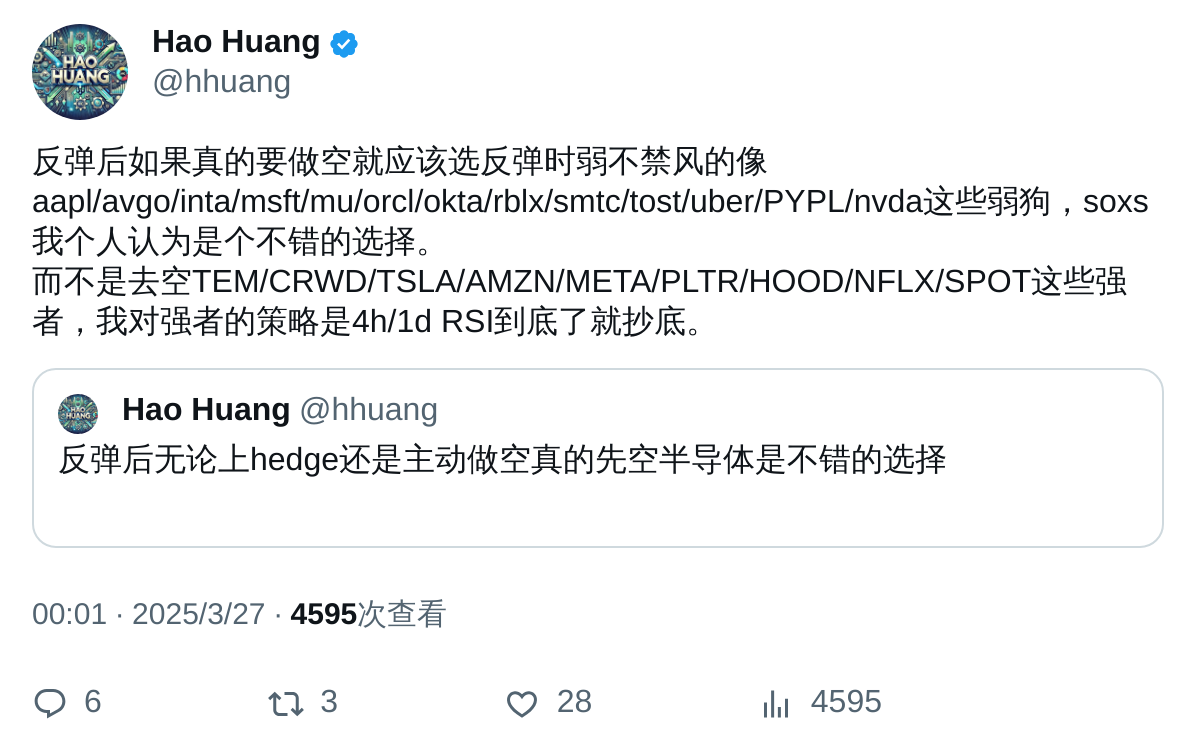 HAO
HUANG
Hao Huang
@hhuang
反弹后如果真的要做空就应该选反弹时弱不禁风的像
aapl/avgo/inta/msft/mu/orcl/okta/rblx/smtc/tost/uber/PYPL/nvda这些弱狗，soxs
我个人认为是个不错的选择。
而不是去空TEM/CRWD/TSLA/AMZN/META/PLTR/HOOD/NFLX/SPOT这些强
者，我对强者的策略是4h/1d RSI到底了就抄底。
HAO
HUANG
Hao Huang @hhuang
反弹后无论上hedge还是主动做空真的先空半导体是不错的选择
00:01 · 2025/3/27 · 4595次查看
6 3 28 4595